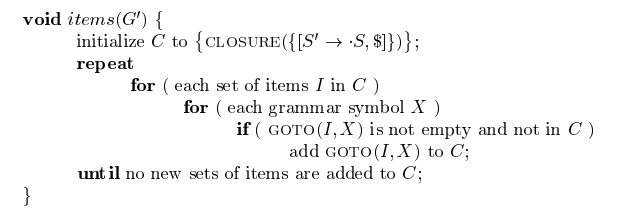 void items(G′) {
initialize C to {CLOSURE({[S′ → ·S, $]})};
repeat
for ( each set of items I in C )
for ( each grammar symbol X )
if ( GOTO(I, X) is not empty and not in C )
add GOTO(I, X) to C;
until no new sets of items are added to C;
}